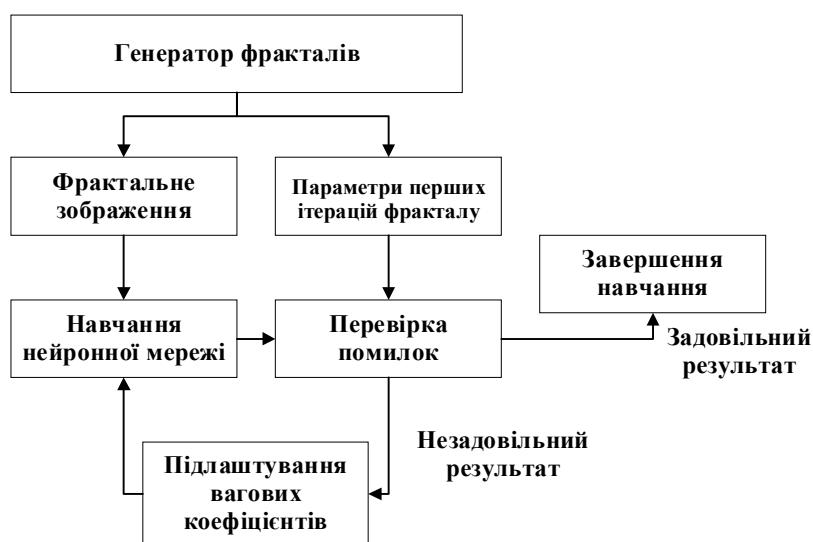 Генератор фракталів
Фрактальне
зображення
Параметри перших
ітерацій фракталу
Завершення
навчання
Навчання
нейронної мережі
Перевірка
помилок
Задовільний
результат
Незадовільний
результат
Підлаштування
вагових
коефіцієнтів